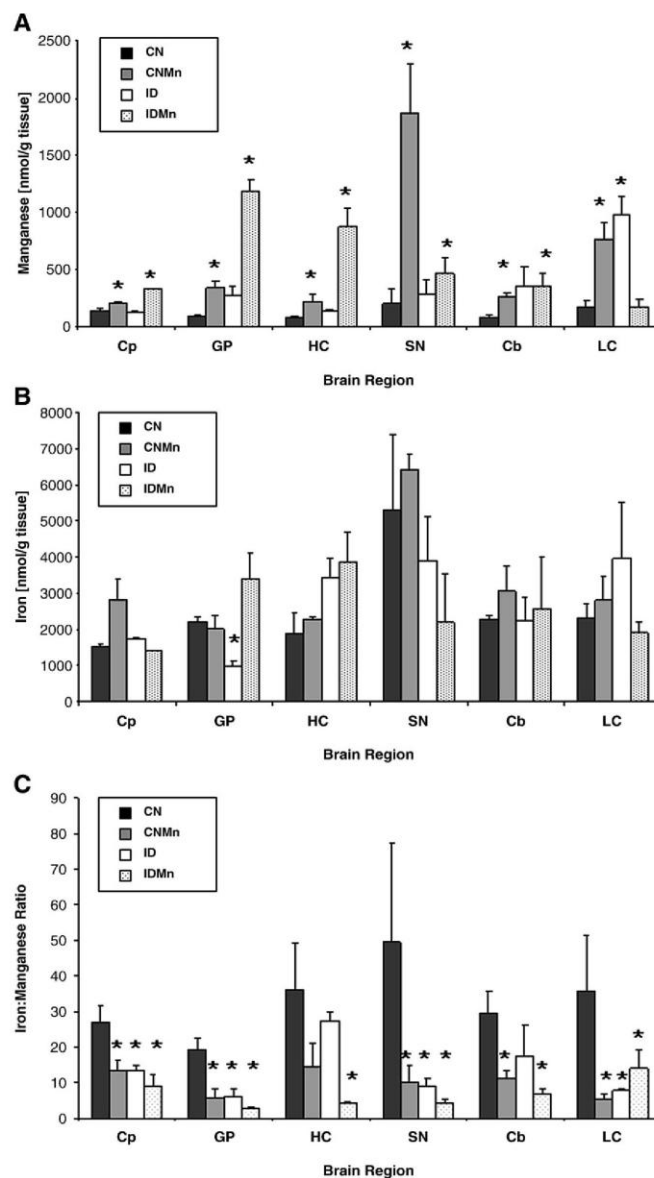 A
CN
CNMn
ID
IDMn
Manganese [nmol/g tissue]
2500
2000
1500
1000
500
0
* * * * * * * * * * * *
Cp GP HC SN Cb LC
Brain Region
B
CN
CNMn
ID
IDMn
Iron [nmol/g tissue]
8000
7000
6000
5000
4000
3000
2000
1000
0
*
Cp GP HC SN Cb LC
Brain Region
C
CN
CNMn
ID
IDMn
Iron:Manganese Ratio
90
80
70
60
50
40
30
20
10
0
* * * * * * * * * * * * * * *
Cp GP HC SN Cb LC
Brain Region